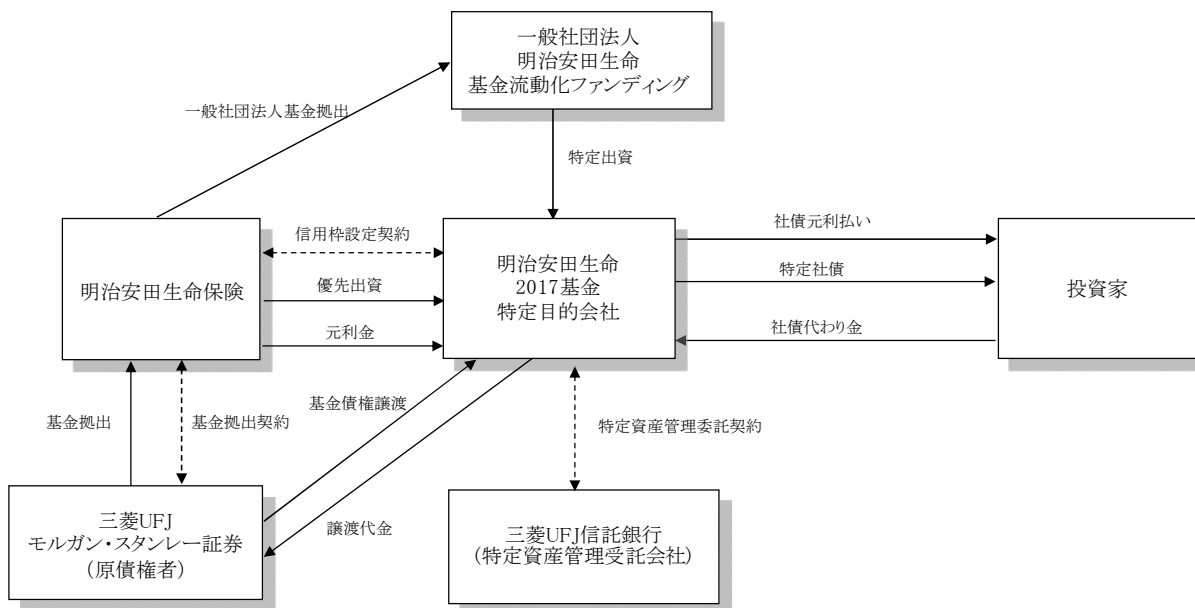 一般社団法人
明治安田生命
基金流動化ファンディング
一般社団法人基金拠出
特定出資
明治安田生命保険
信用枠設定契約
優先出資
元利金
明治安田生命
2017基金
特定目的会社
社債元利払い
特定社債
社債代わり金
投資家
基金拠出
基金拠出契約
基金債権譲渡
譲渡代金
特定資産管理委託契約
三菱UFJ
モルガン・スタンレー証券
（原債権者）
三菱UFJ信託銀行
（特定資産管理受託会社）